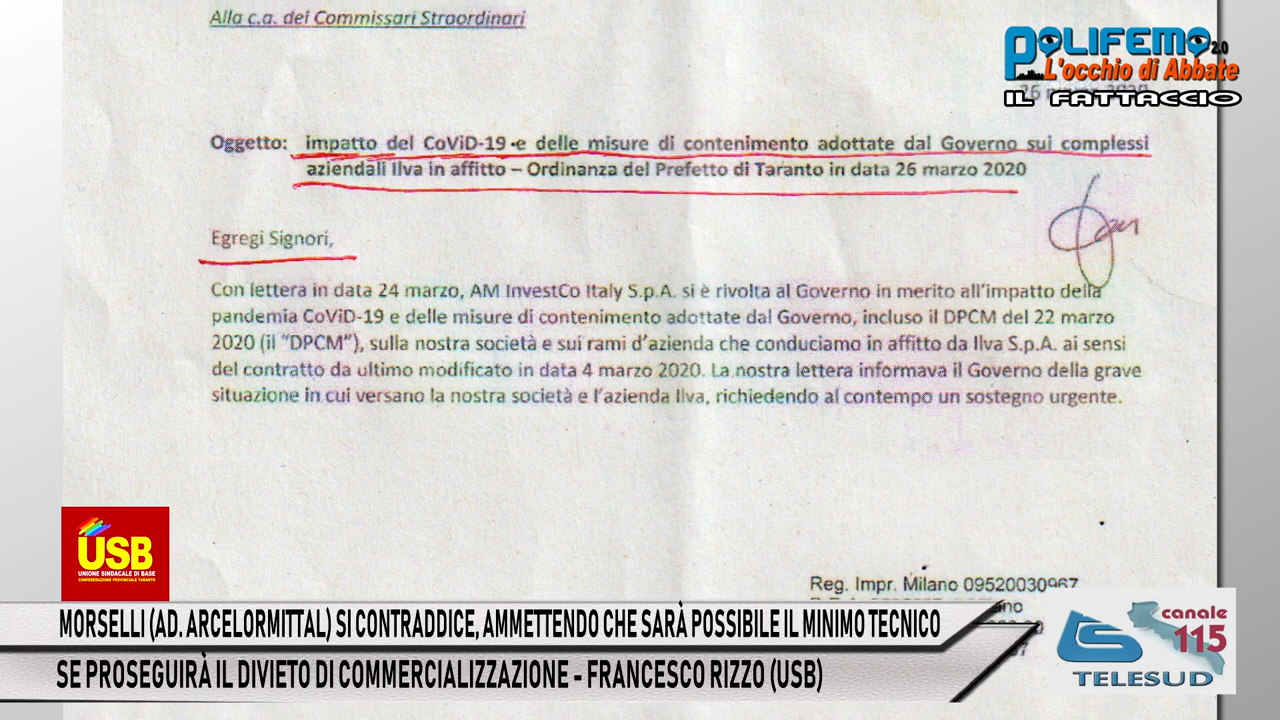 Alla c.a. dei Commissari Straordinari
POLIFEMO 2.0
L'occhio di Abbate
IL FATTACCIO
26 marzo 2020
Oggetto: impatto del CoViD-19 e delle misure di contenimento adottate dal Governo sui complessi
aziendali Ilva in affitto – Ordinanza del Prefetto di Taranto in data 26 marzo 2020
Egregi Signori,
Con lettera in data 24 marzo, AM InvestCo Italy S.p.A. si è rivolta al Governo in merito all'impatto della
pandemia CoViD-19 e delle misure di contenimento adottate dal Governo, incluso il DPCM del 22 marzo
2020 (il "DPCM"), sulla nostra società e sui rami d'azienda che conduciamo in affitto da Ilva S.p.A. ai sensi
del contratto da ultimo modificato in data 4 marzo 2020. La nostra lettera informava il Governo della grave
situazione in cui versano la nostra società e l'azienda Ilva, richiedendo al contempo un sostegno urgente.
USB
UNIONE SINDACALE DI BASE
CONFEDERAZIONE PROVINCIALE TARANTO
Reg. Impr. Milano 09520030967
MORSELLI (AD. ARCELORMITTAL) SI CONTRADDICE, AMMETTENDO CHE SARÀ POSSIBILE IL MINIMO TECNICO
SE PROSEGUIRÀ IL DIVIETO DI COMMERCIALIZZAZIONE – FRANCESCO RIZZO (USB)
canale
115
TELESUD